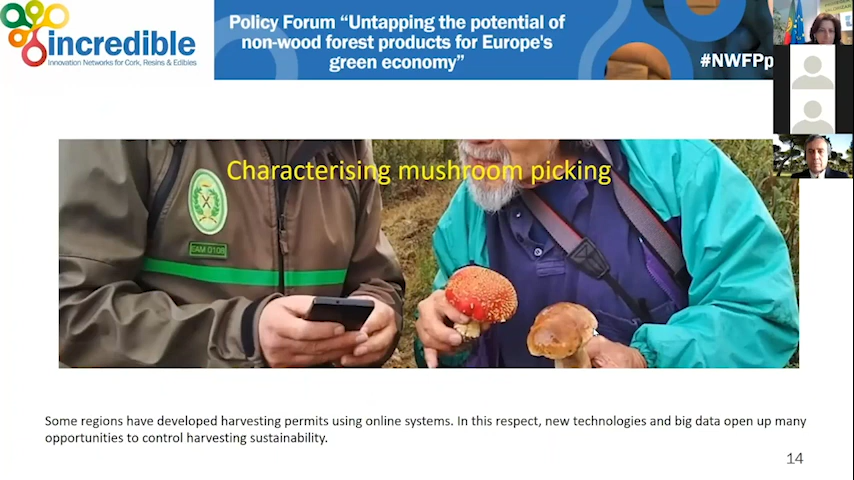 incredible
Innovation Networks for Cork, Resins & Edibles
Policy Forum “Untapping the potential of
non-wood forest products for Europe's
green economy”
#NWFPp
Characterising mushroom picking
Some regions have developed harvesting permits using online systems. In this respect, new technologies and big data open up many
opportunities to control harvesting sustainability.
14